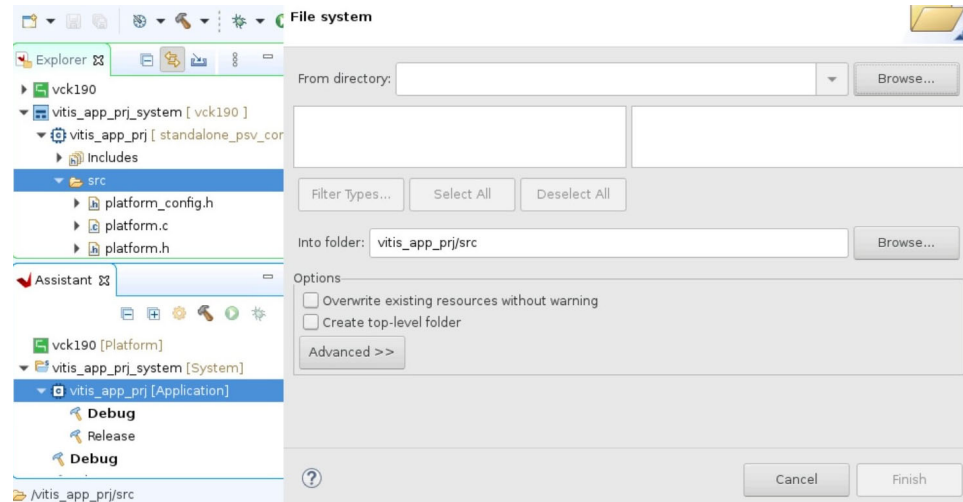 File system
Explorer
From directory:
Browse...
vck190
vitis_app_prj_system [ vck190 ]
vitis_app_prj [ standalone_psv_cor
Includes
src
platform_config.h
platform.c
platform.h
Filter Types...
Select All
Deselect All
Into folder:
vitis_app_prj/src
Browse...
Options
Overwrite existing resources without warning
Create top-level folder
Advanced >>
Assistant
vck190 [Platform]
vitis_app_prj_system [System]
vitis_app_prj [Application]
Debug
Release
Debug
/vitis_app_prj/src
Cancel
Finish